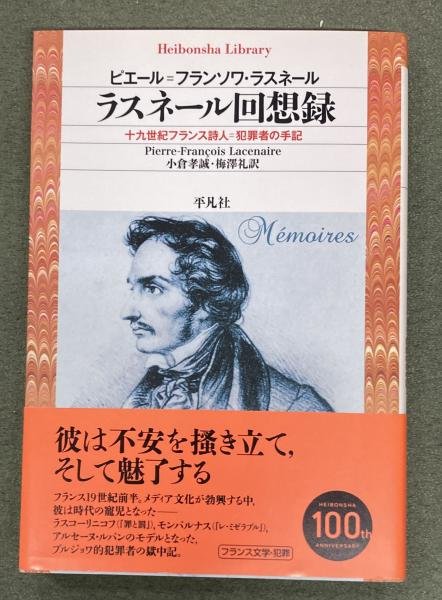 Heibonsha Library
ピエール＝フランソワ・ラスネール
ラスネール回想録
十九世紀フランス詩人＝犯罪者の手記
Pierre-François Lacenaire
小倉孝誠・梅澤礼訳
平凡社
Mémoires
彼は不安を掻き立て，
そして魅了する
フランス19世紀前半。メディア文化が勃興する中，
彼は時代の寵児となった——
ラスコーリニコフ（『罪と罰』），モンパルナス（『レ・ミゼラブル』），
アルセーヌ・ルパンのモデルとなった，
ブルジョワ的犯罪者の獄中記。
フランス文学・犯罪
HEIBONSHA
100th
ANNIVERSARY